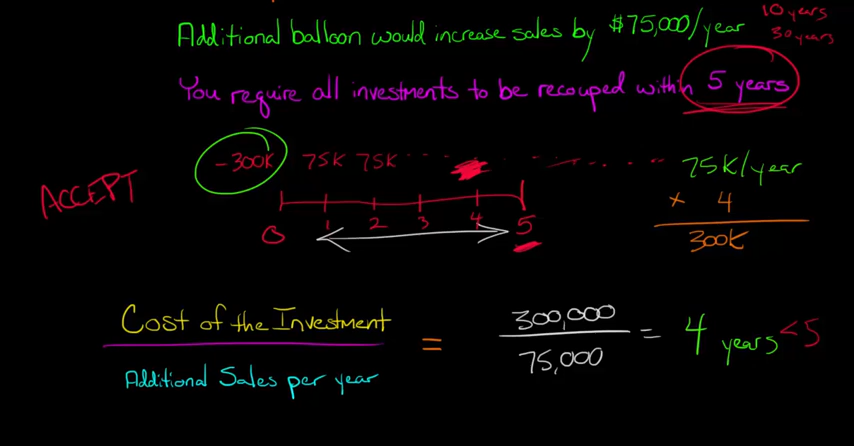 Additional balloon would increase sales by $75,000/year
10 years
30 years
You require all investments to be recouped within 5 years
-300K 75K 75K
75K/year
ACCEPT
x 4
0 1 2 3 4 5
300K
Cost of the Investment
Additional Sales per year
=
300,000
75,000
= 4 years <5